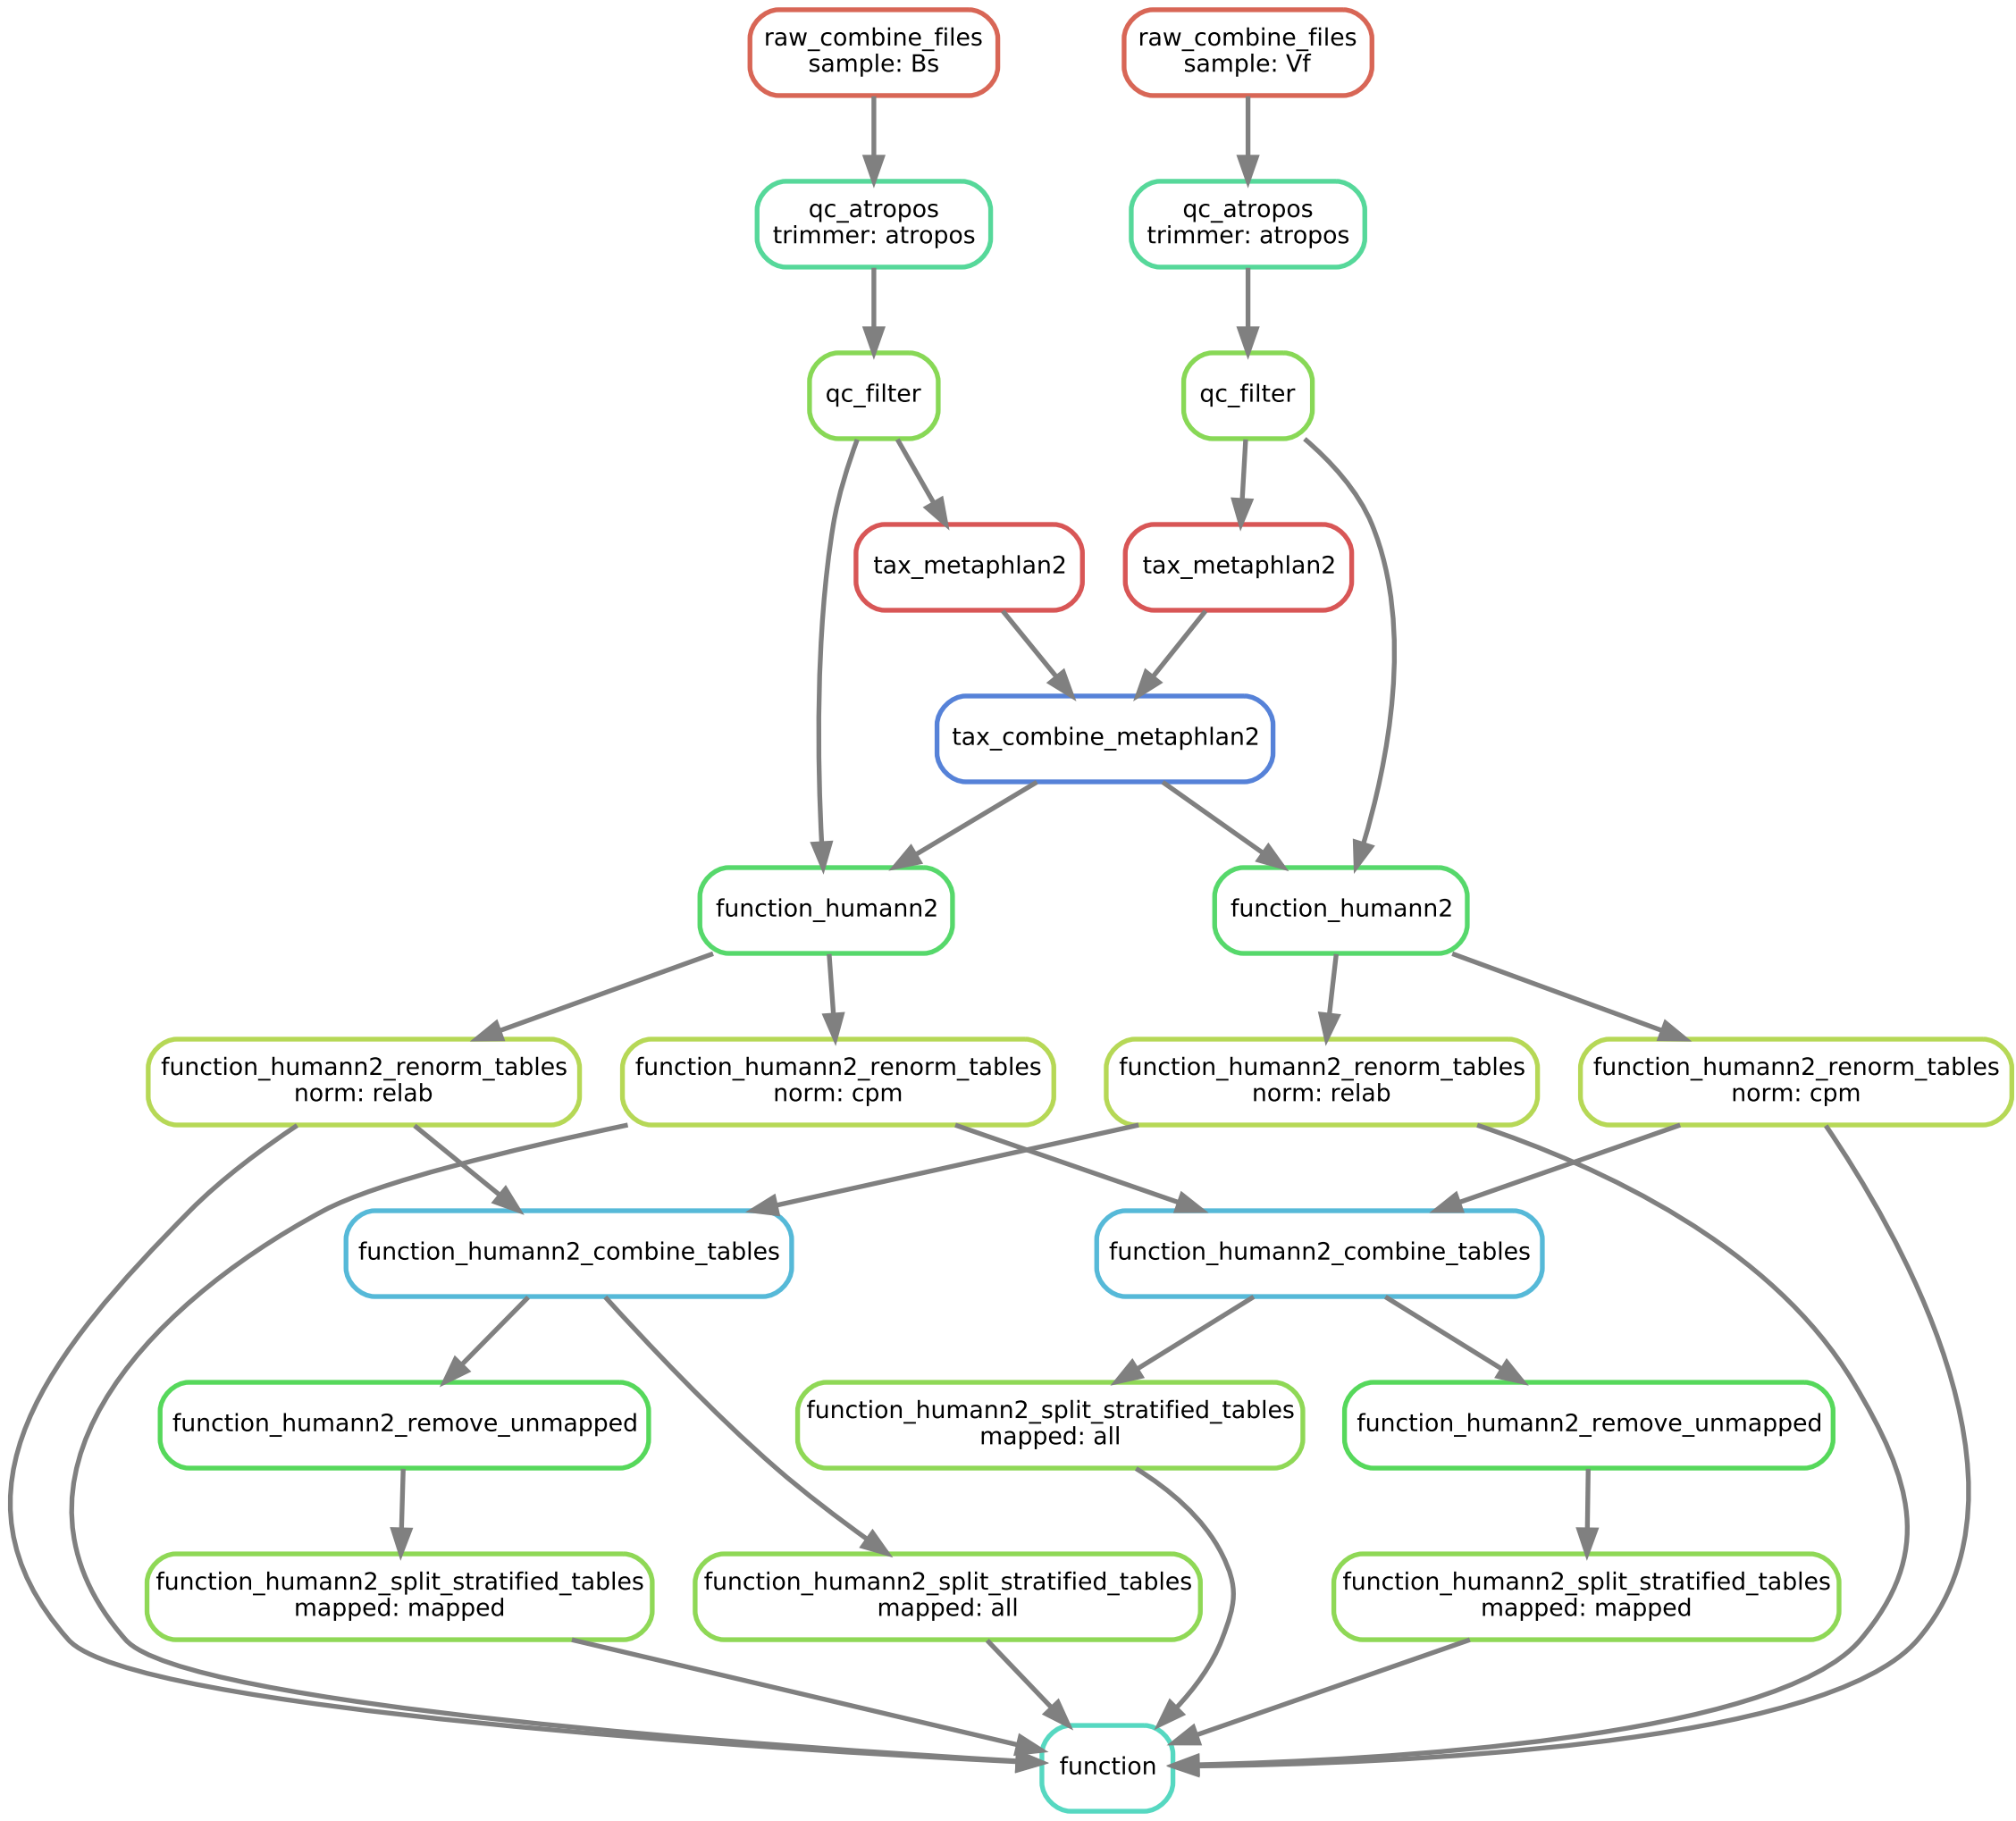 raw_combine_files
sample: Bs
raw_combine_files
sample: Vf
qc_atropos
trimmer: atropos
qc_atropos
trimmer: atropos
qc_filter
qc_filter
tax_metaphlan2
tax_metaphlan2
tax_combine_metaphlan2
function_humann2
function_humann2
function_humann2_renorm_tables
norm: relab
function_humann2_renorm_tables
norm: cpm
function_humann2_renorm_tables
norm: relab
function_humann2_renorm_tables
norm: cpm
function_humann2_combine_tables
function_humann2_combine_tables
function_humann2_remove_unmapped
function_humann2_split_stratified_tables
mapped: all
function_humann2_remove_unmapped
function_humann2_split_stratified_tables
mapped: mapped
function_humann2_split_stratified_tables
mapped: all
function_humann2_split_stratified_tables
mapped: mapped
function